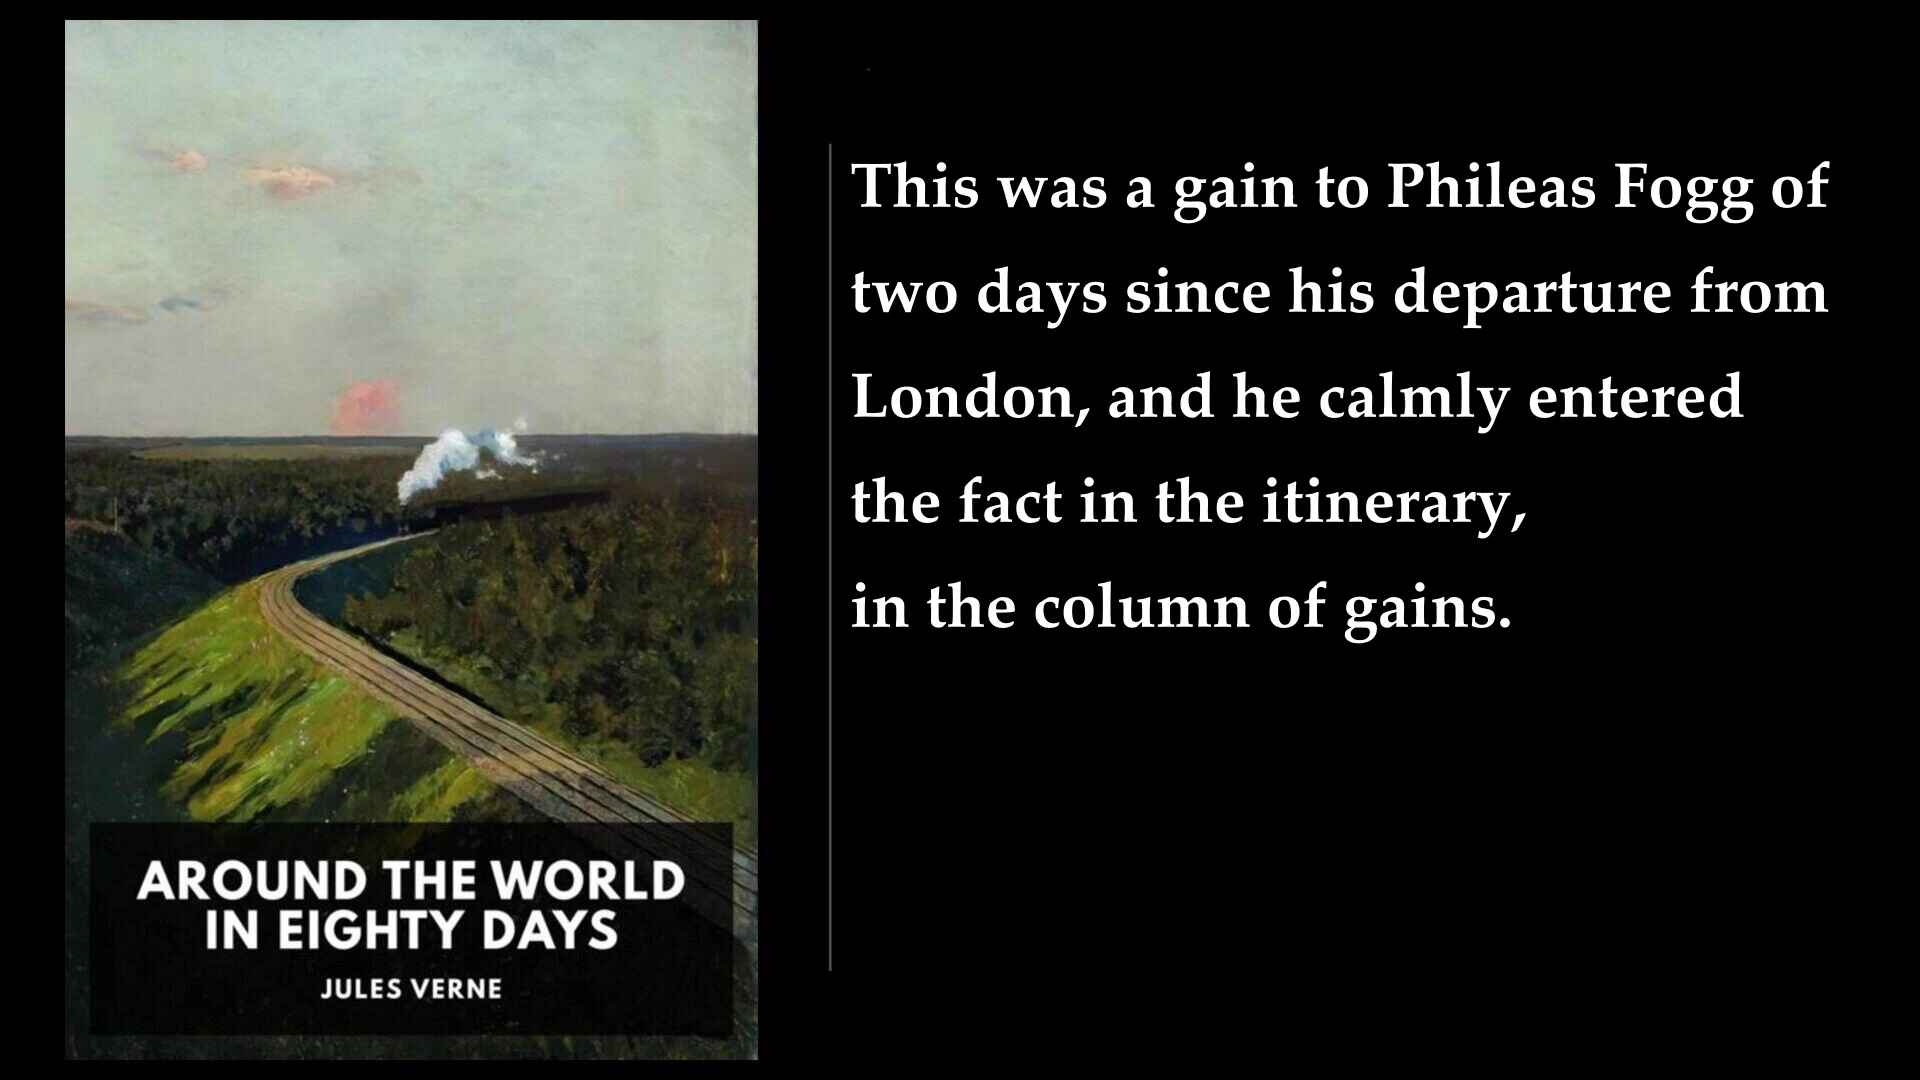 This was a gain to Phileas Fogg of
two days since his departure from
London, and he calmly entered
the fact in the itinerary,
in the column of gains.
AROUND THE WORLD
IN EIGHTY DAYS
JULES VERNE